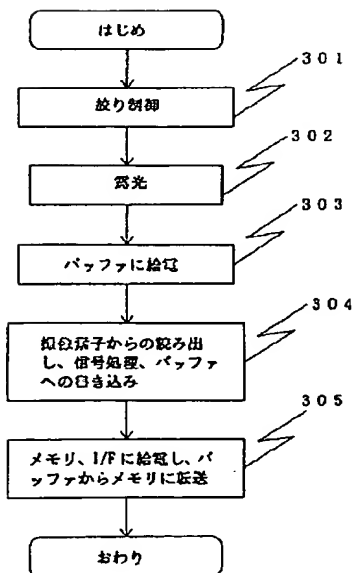 はじめ
301
絞り制御
302
露光
303
バッファに給電
304
撮像素子からの読み出
し、信号処理、バッファ
への書き込み
305
メモリ、I/Fに給電し、バッ
ファからメモリに転送
おわり